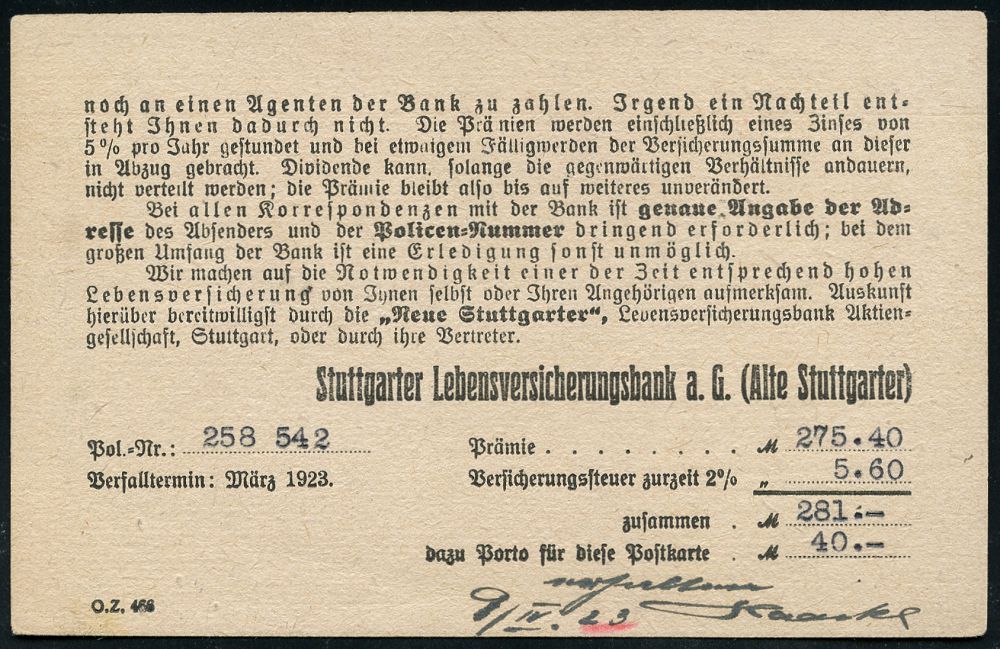 noch an einen Agenten der Bank zu zahlen. Irgend ein Nachteil ent-
steht Ihnen dadurch nicht. Die Prämien werden einschließlich eines Zinses von
5% pro Jahr gestundet und bei etwaigem Fälligwerden der Versicherungssumme an dieser
in Abzug gebracht. Dividende kann, solange die gegenwärtigen Verhältnisse andauern,
nicht verteilt werden; die Prämie bleibt also bis auf weiteres unverändert.
Bei allen Korrespondenzen mit der Bank ist genaue Angabe der Ad-
resse des Absenders und der Policen-Nummer dringend erforderlich; bei dem
großen Umfang der Bank ist eine Erledigung sonst unmöglich.
Wir machen auf die Notwendigkeit einer der Zeit entsprechend hohen
Lebensversicherung von Ihnen selbst oder Ihren Angehörigen aufmerksam. Auskunft
hierüber bereitwilligst durch die „Neue Stuttgarter“, Lebensversicherungsbank Aktien-
gesellschaft, Stuttgart, oder durch ihre Vertreter.
Stuttgarter Lebensversicherungsbank a. G. (Alte Stuttgarter)
Pol.-Nr.: 258 542
Prämie . . . . . . . . M 275.40
Verfalltermin: März 1923.
Versicherungssteuer zurzeit 2% „ 5.60
zusammen . M 281.—
dazu Porto für diese Postkarte . M 40.—
9/IV. 23
O.Z. 466